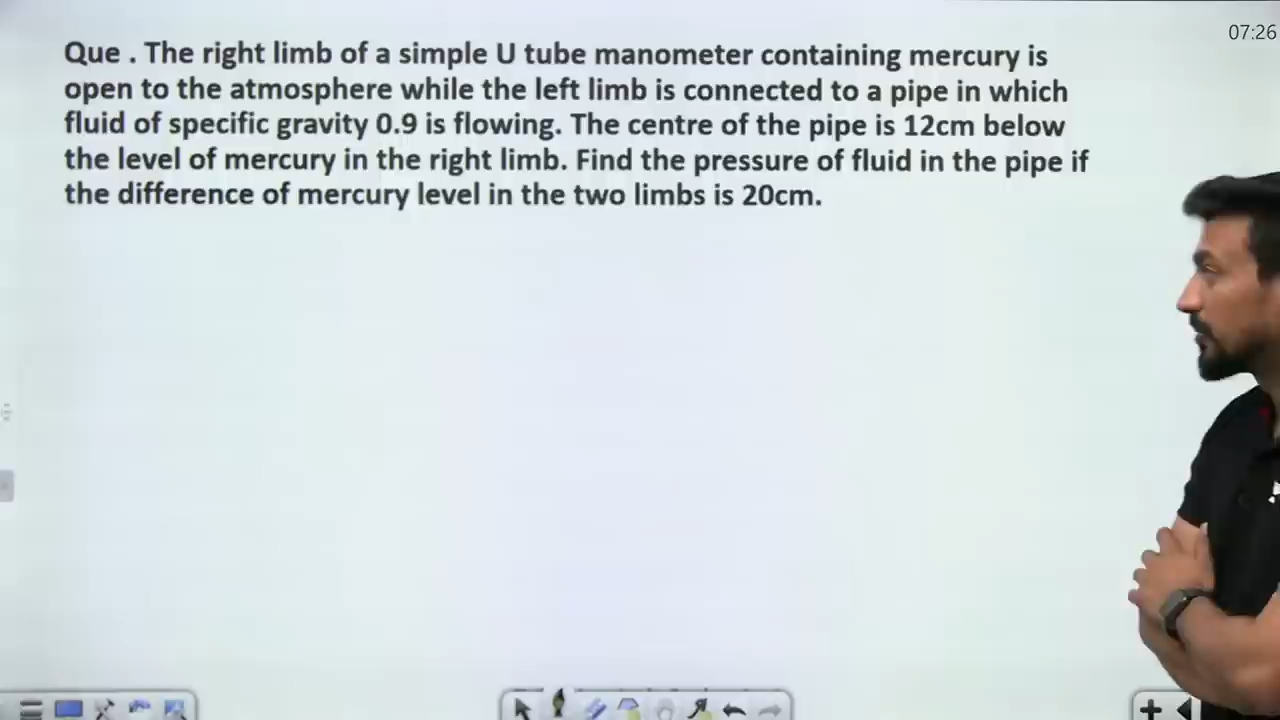 07:26
Que . The right limb of a simple U tube manometer containing mercury is
open to the atmosphere while the left limb is connected to a pipe in which
fluid of specific gravity 0.9 is flowing. The centre of the pipe is 12cm below
the level of mercury in the right limb. Find the pressure of fluid in the pipe if
the difference of mercury level in the two limbs is 20cm.